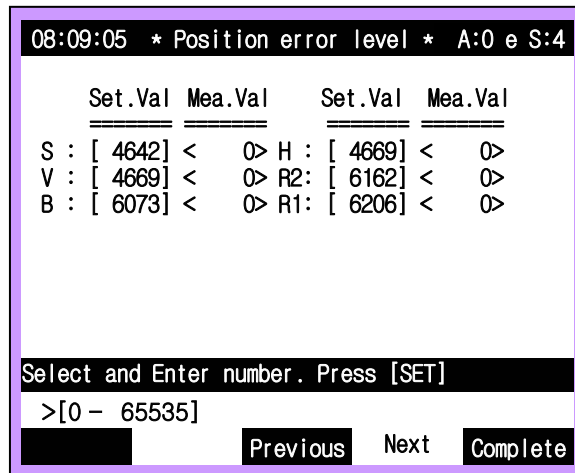 08:09:05 * Position error level * A:0 e S:4
Set.Val Mea.Val Set.Val Mea.Val
======= ======= ======= =======
S : [ 4642] < 0> H : [ 4669] < 0>
V : [ 4669] < 0> R2: [ 6162] < 0>
B : [ 6073] < 0> R1: [ 6206] < 0>
Select and Enter number. Press [SET]
>[0 – 65535]
Previous Next Complete